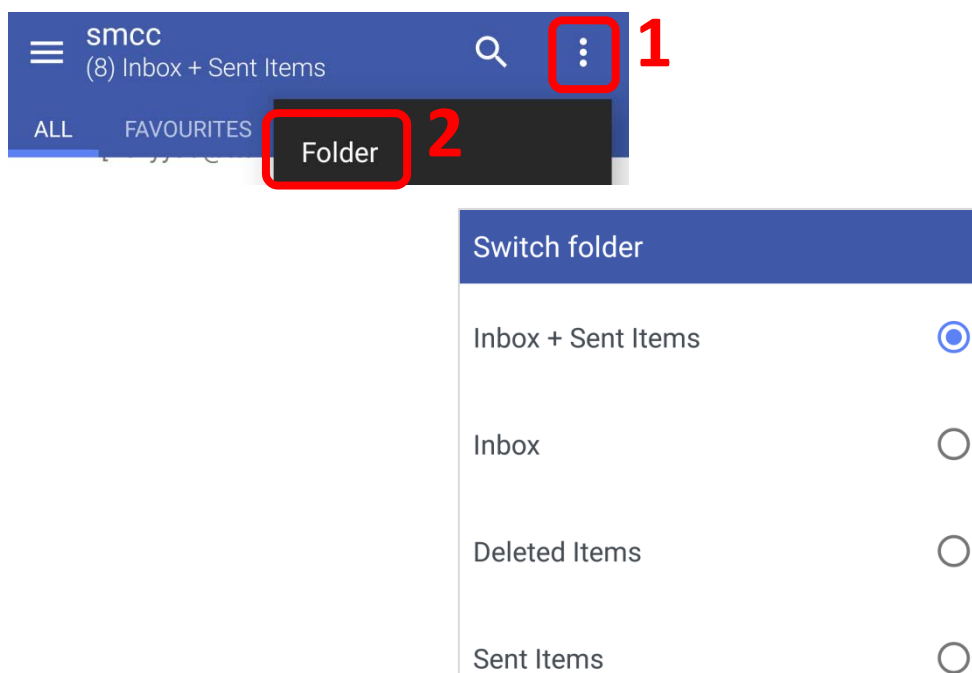 smcc
(8) Inbox + Sent Items
1
ALL FAVOURITES
Folder
2
Switch folder
Inbox + Sent Items
Inbox
Deleted Items
Sent Items